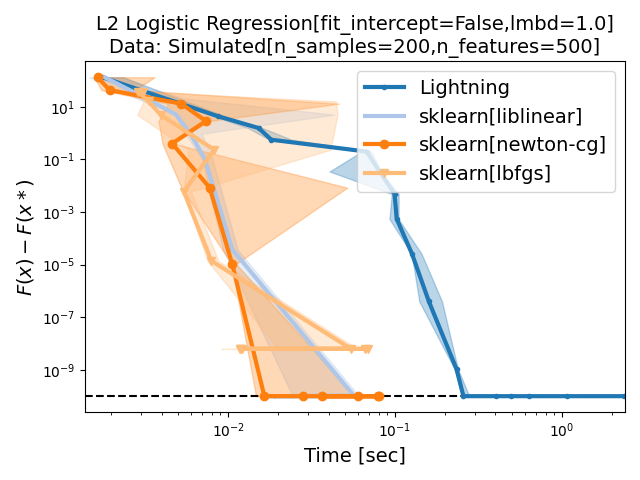 L2 Logistic Regression[fit_intercept=False,lmbd=1.0]
Data: Simulated[n_samples=200,n_features=500]
Lightning
sklearn[liblinear]
sklearn[newton-cg]
sklearn[lbfgs]
F(x) − F(x*)
10^1
10^-1
10^-3
10^-5
10^-7
10^-9
10^-2
10^-1
10^0
Time [sec]